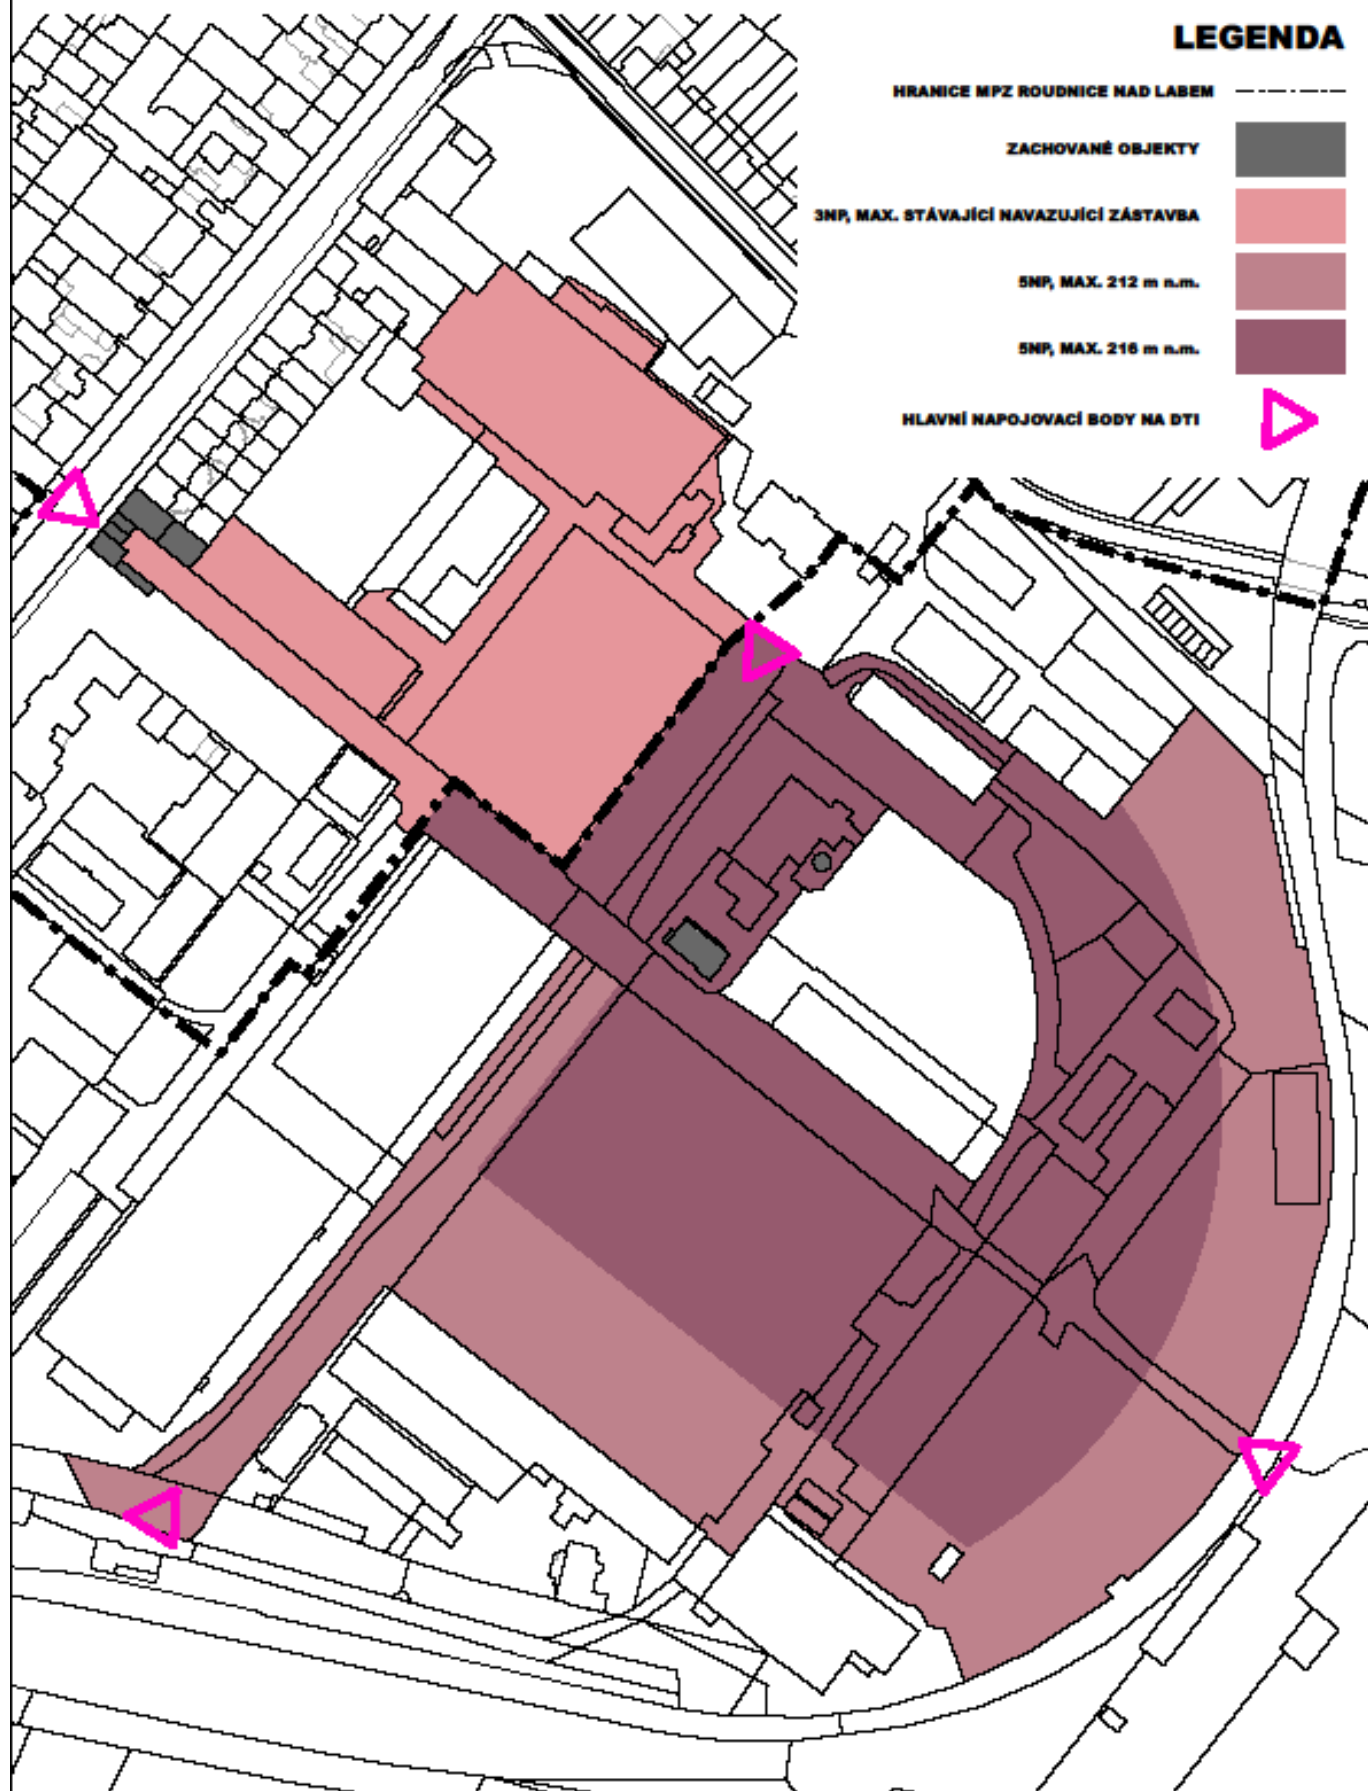 LEGENDA
HRANICE MPZ ROUDNICE NAD LABEM
ZACHOVANÉ OBJEKTY
3NP, MAX. STÁVAJÍCÍ NAVAZUJÍCÍ ZÁSTAVBA
5NP, MAX. 212 m n.m.
5NP, MAX. 216 m n.m.
HLAVNÍ NAPOJOVACÍ BODY NA DTI